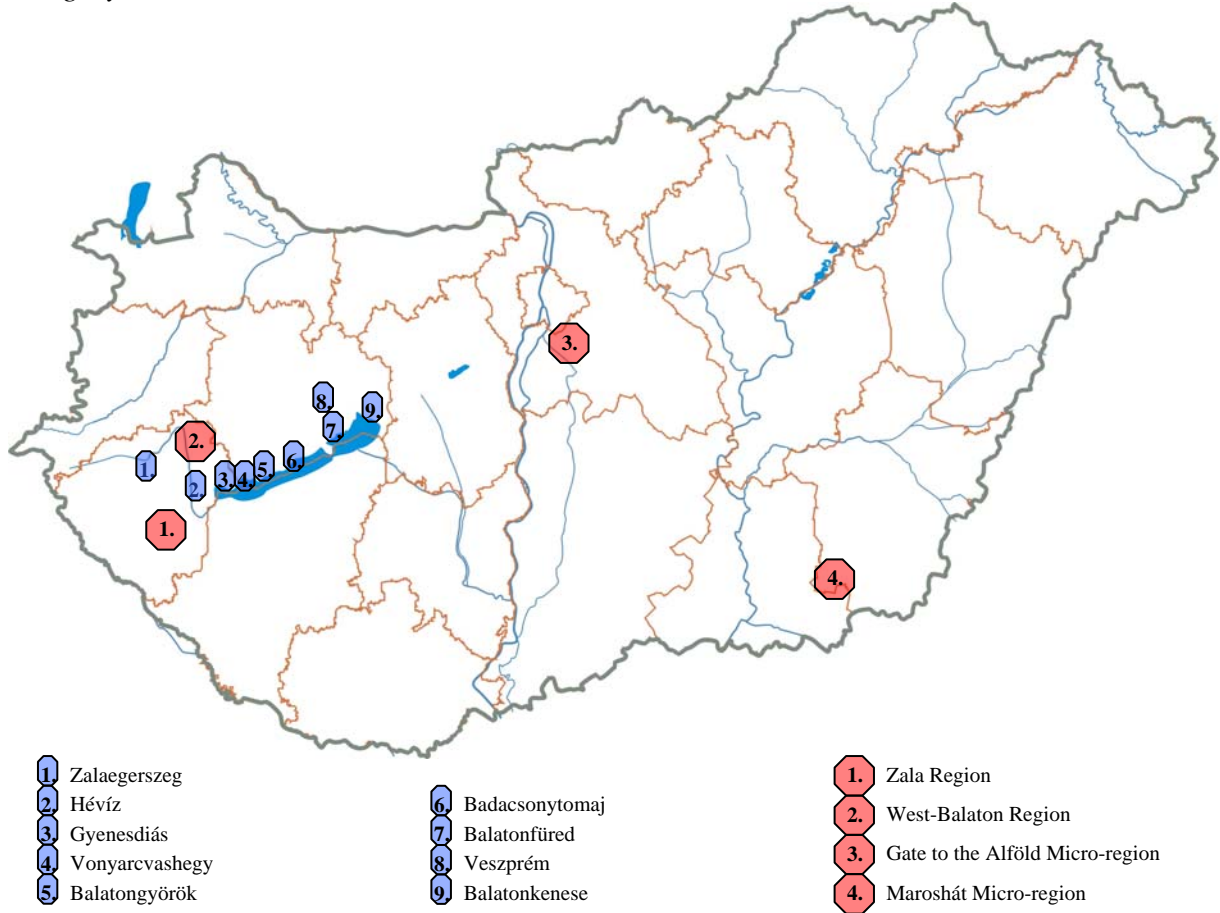 8.
9.
7.
3.
2.
6.
1.
5.
3.
4.
2.
1.
4.
1. Zalaegerszeg
2. Hévíz
3. Gyenesdiás
4. Vonyarcvashegy
5. Balatongyörök
6. Badacsonytomaj
7. Balatonfüred
8. Veszprém
9. Balatonkenese
1. Zala Region
2. West-Balaton Region
3. Gate to the Alföld Micro-region
4. Maroshát Micro-region